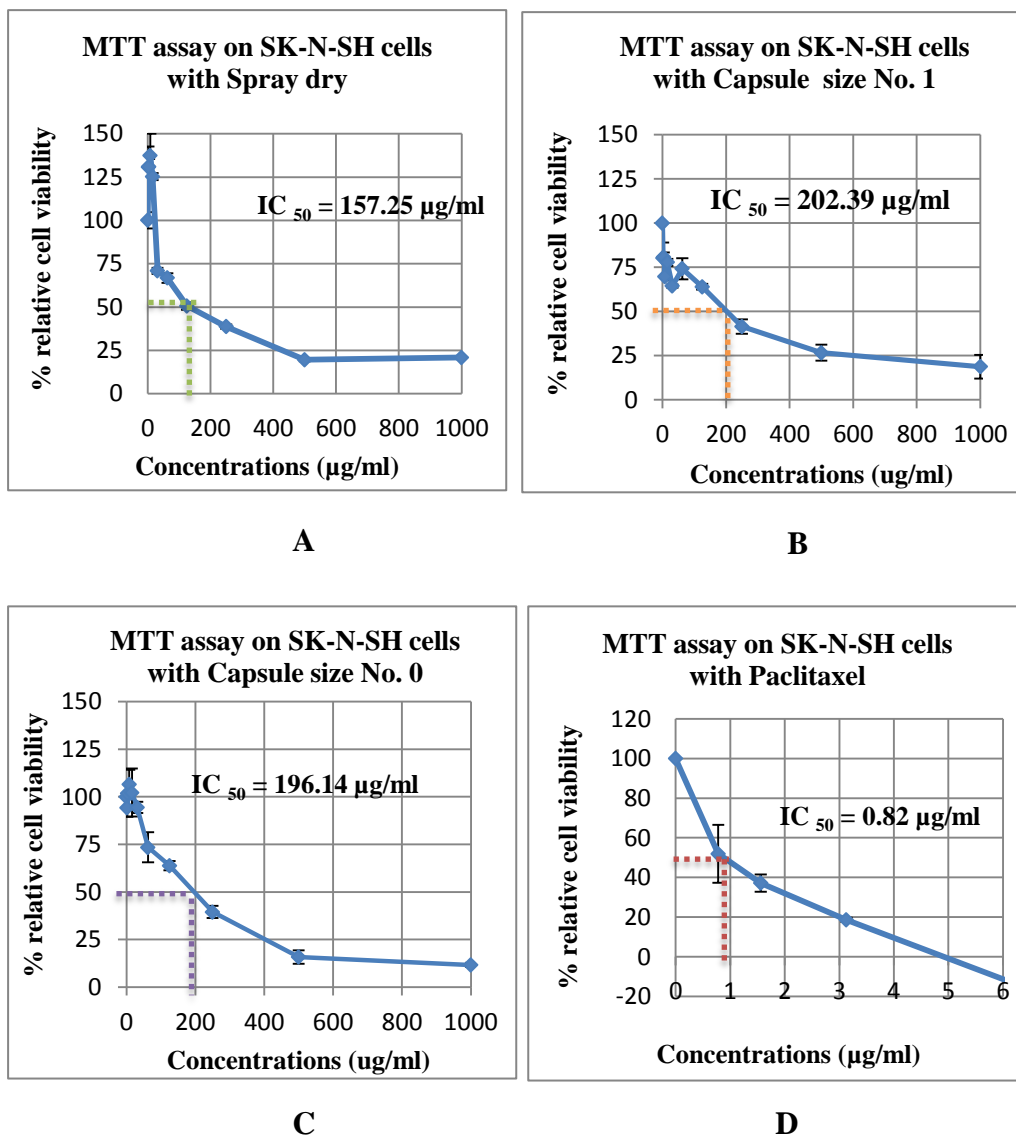 MTT assay on SK-N-SH cells
with Spray dry
% relative cell viability
150
125
100
75
50
25
0
IC 50 = 157.25 µg/ml
0 200 400 600 800 1000
Concentrations (µg/ml)
A
MTT assay on SK-N-SH cells
with Capsule size No. 1
% relative cell viability
150
125
100
75
50
25
0
IC 50 = 202.39 µg/ml
0 200 400 600 800 1000
Concentrations (ug/ml)
B
MTT assay on SK-N-SH cells
with Capsule size No. 0
% relative cell viability
150
125
100
75
50
25
0
IC 50 = 196.14 µg/ml
0 200 400 600 800 1000
Concentrations (ug/ml)
C
MTT assay on SK-N-SH cells
with Paclitaxel
% relative cell viability
120
100
80
60
40
20
0
-20
IC 50 = 0.82 µg/ml
0 1 2 3 4 5 6
Concentrations (µg/ml)
D